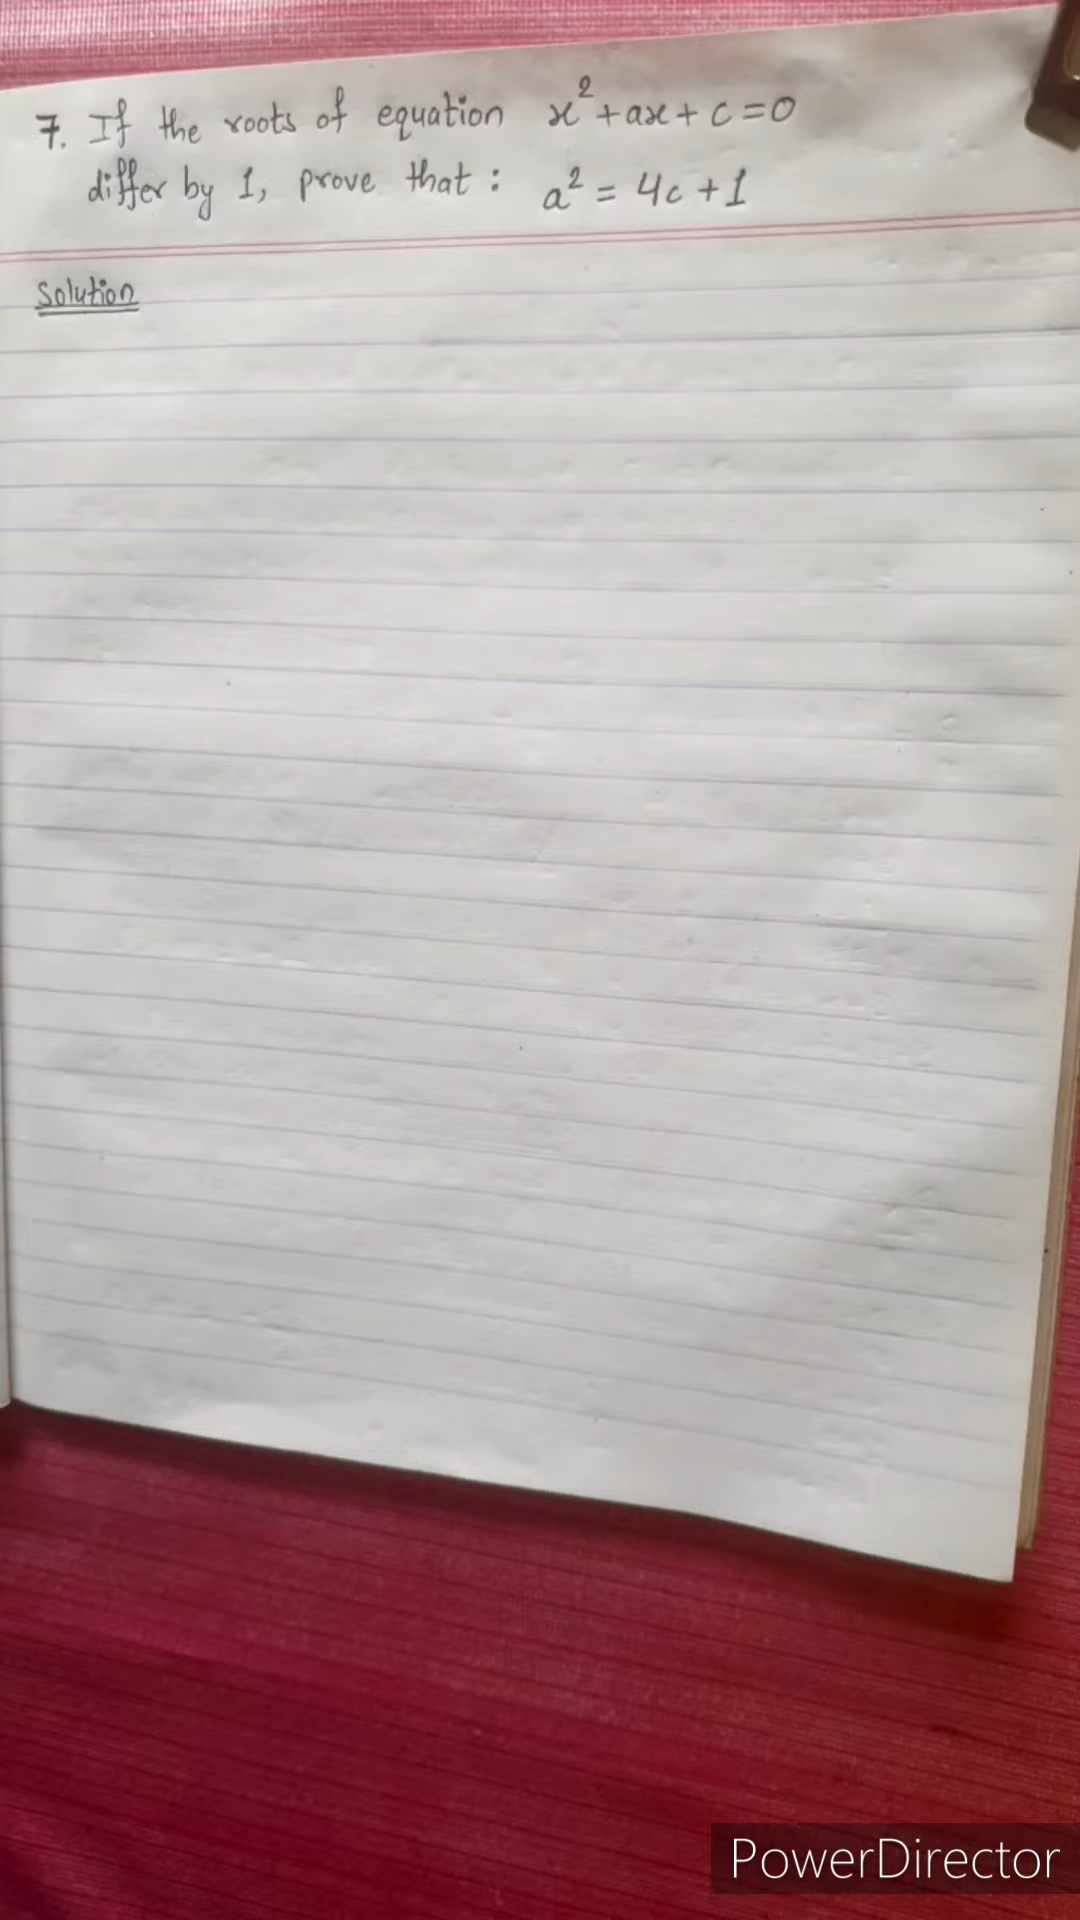 7. If the roots of equation x² + ax + c = 0
differ by 1, prove that : a² = 4c + 1
Solution
PowerDirector